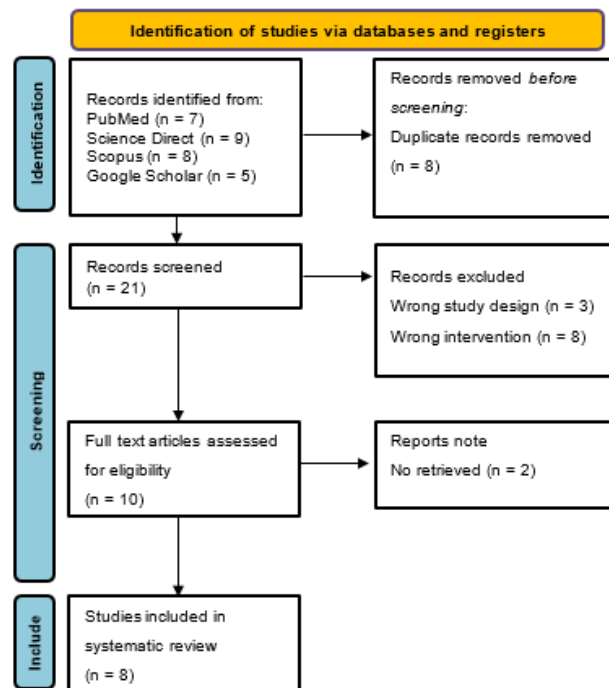 Identification of studies via databases and registers
Identification
Records identified from:
PubMed (n = 7)
Science Direct (n = 9)
Scopus (n = 8)
Google Scholar (n = 5)
Records removed before
screening:
Duplicate records removed
(n = 8)
Screening
Records screened
(n = 21)
Records excluded
Wrong study design (n = 3)
Wrong intervention (n = 8)
Full text articles assessed
for eligibility
(n = 10)
Reports note
No retrieved (n = 2)
Include
Studies included in
systematic review
(n = 8)